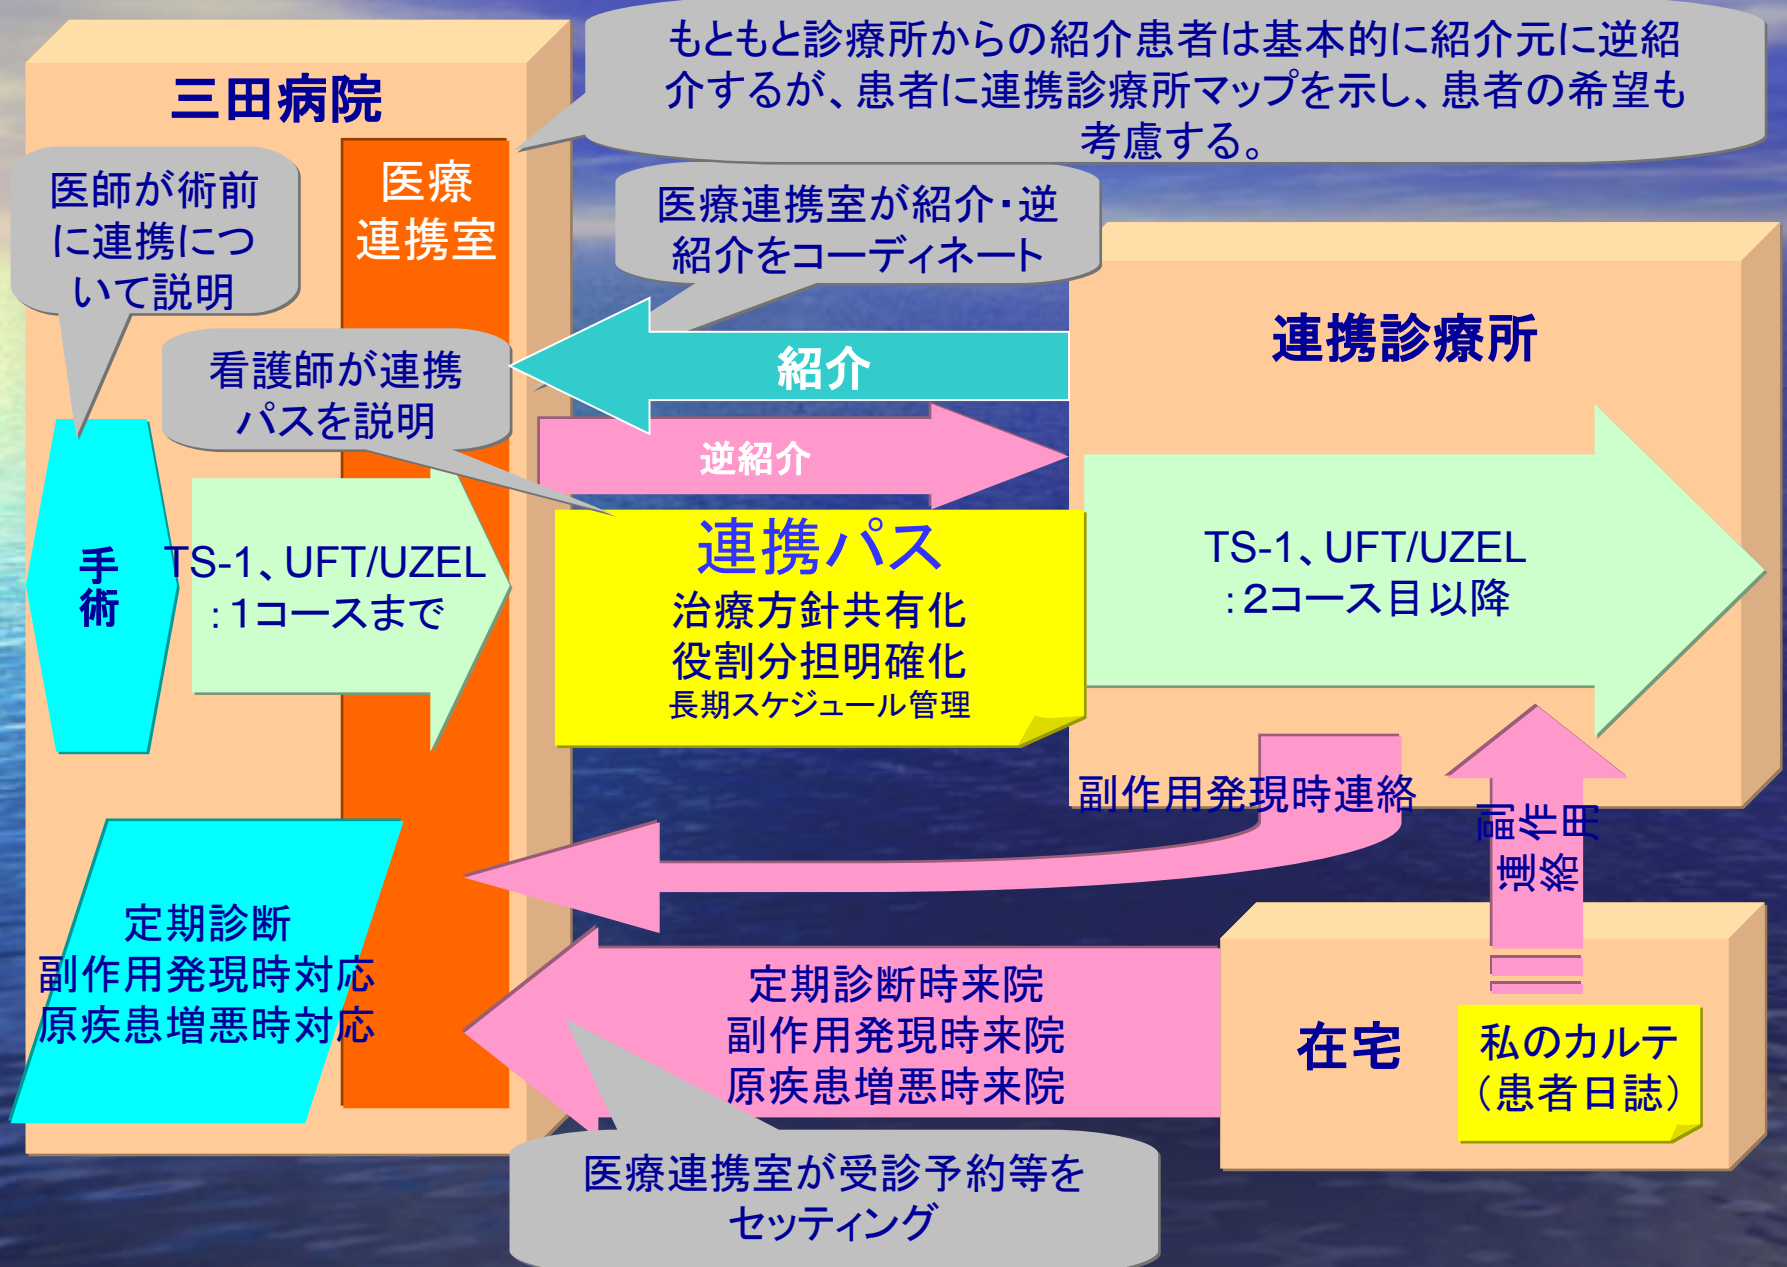 もともと診療所からの紹介患者は基本的に紹介元に逆紹
介するが、患者に連携診療所マップを示し、患者の希望も
考慮する。
三田病院
医療
連携室
医師が術前
に連携につ
いて説明
医療連携室が紹介・逆
紹介をコーディネート
連携診療所
看護師が連携
パスを説明
紹介
逆紹介
手
術
TS-1、UFT/UZEL
：1コースまで
連携パス
治療方針共有化
役割分担明確化
長期スケジュール管理
TS-1、UFT/UZEL
：2コース目以降
副作用発現時連絡
副作用
連絡
定期診断
副作用発現時対応
原疾患増悪時対応
定期診断時来院
副作用発現時来院
原疾患増悪時来院
在宅
私のカルテ
（患者日誌）
医療連携室が受診予約等を
セッティング